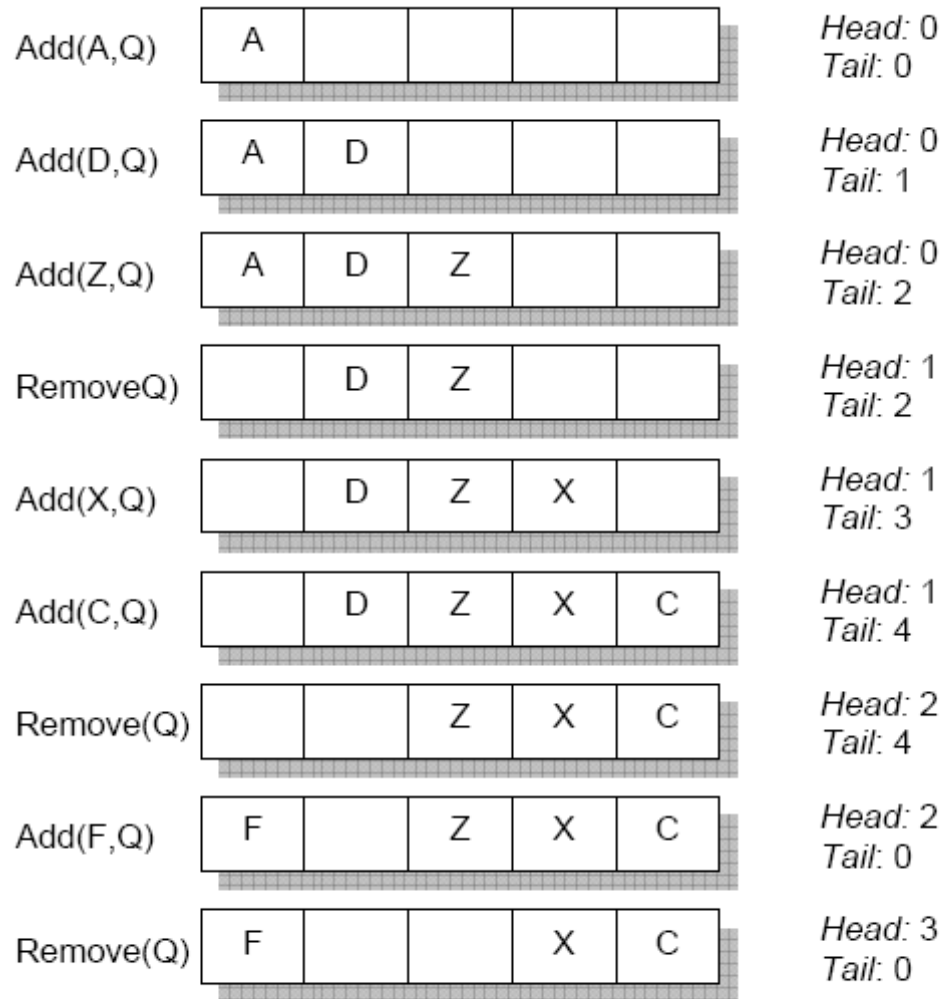 Add(A,Q) A Head: 0
Tail: 0
Add(D,Q) A D Head: 0
Tail: 1
Add(Z,Q) A D Z Head: 0
Tail: 2
RemoveQ) D Z Head: 1
Tail: 2
Add(X,Q) D Z X Head: 1
Tail: 3
Add(C,Q) D Z X C Head: 1
Tail: 4
Remove(Q) Z X C Head: 2
Tail: 4
Add(F,Q) F Z X C Head: 2
Tail: 0
Remove(Q) F X C Head: 3
Tail: 0